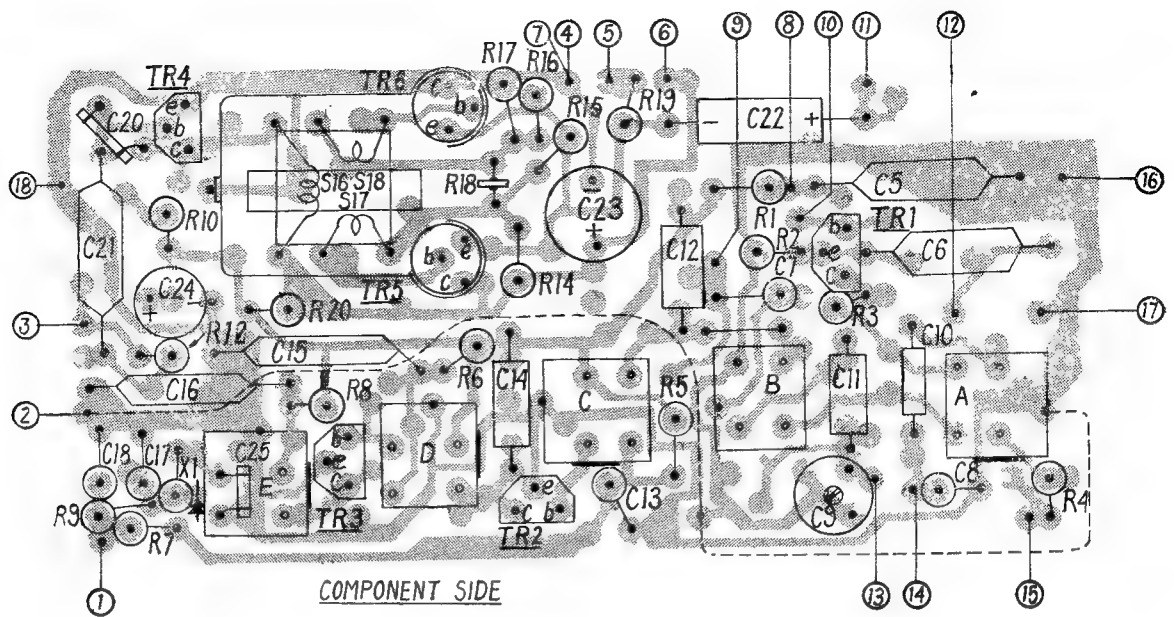 ⑦ ④ ⑤ ⑥ ⑨ ⑧ ⑩ ⑪ ⑫
R17 R16
TR4 TR6 c R15 R19
e C20 b b - C22 +
c e
⑱ S16 S18 R18 - C5 ⑯
S17 C23 R1 TR1
R10 + R2 b
C21 e e C6
b C12 C7 c
C24 c R14
+ - TR5 R3
③ R20 ⑰
R12 C15 C10
C16 R8 R6 C14 C R5 B C11 A
②
C18 C17 C25 b D
X1 E e
c e C13 C8
R9 TR3 c b C9 R4
R7 TR2
① COMPONENT SIDE ⑬ ⑭ ⑮